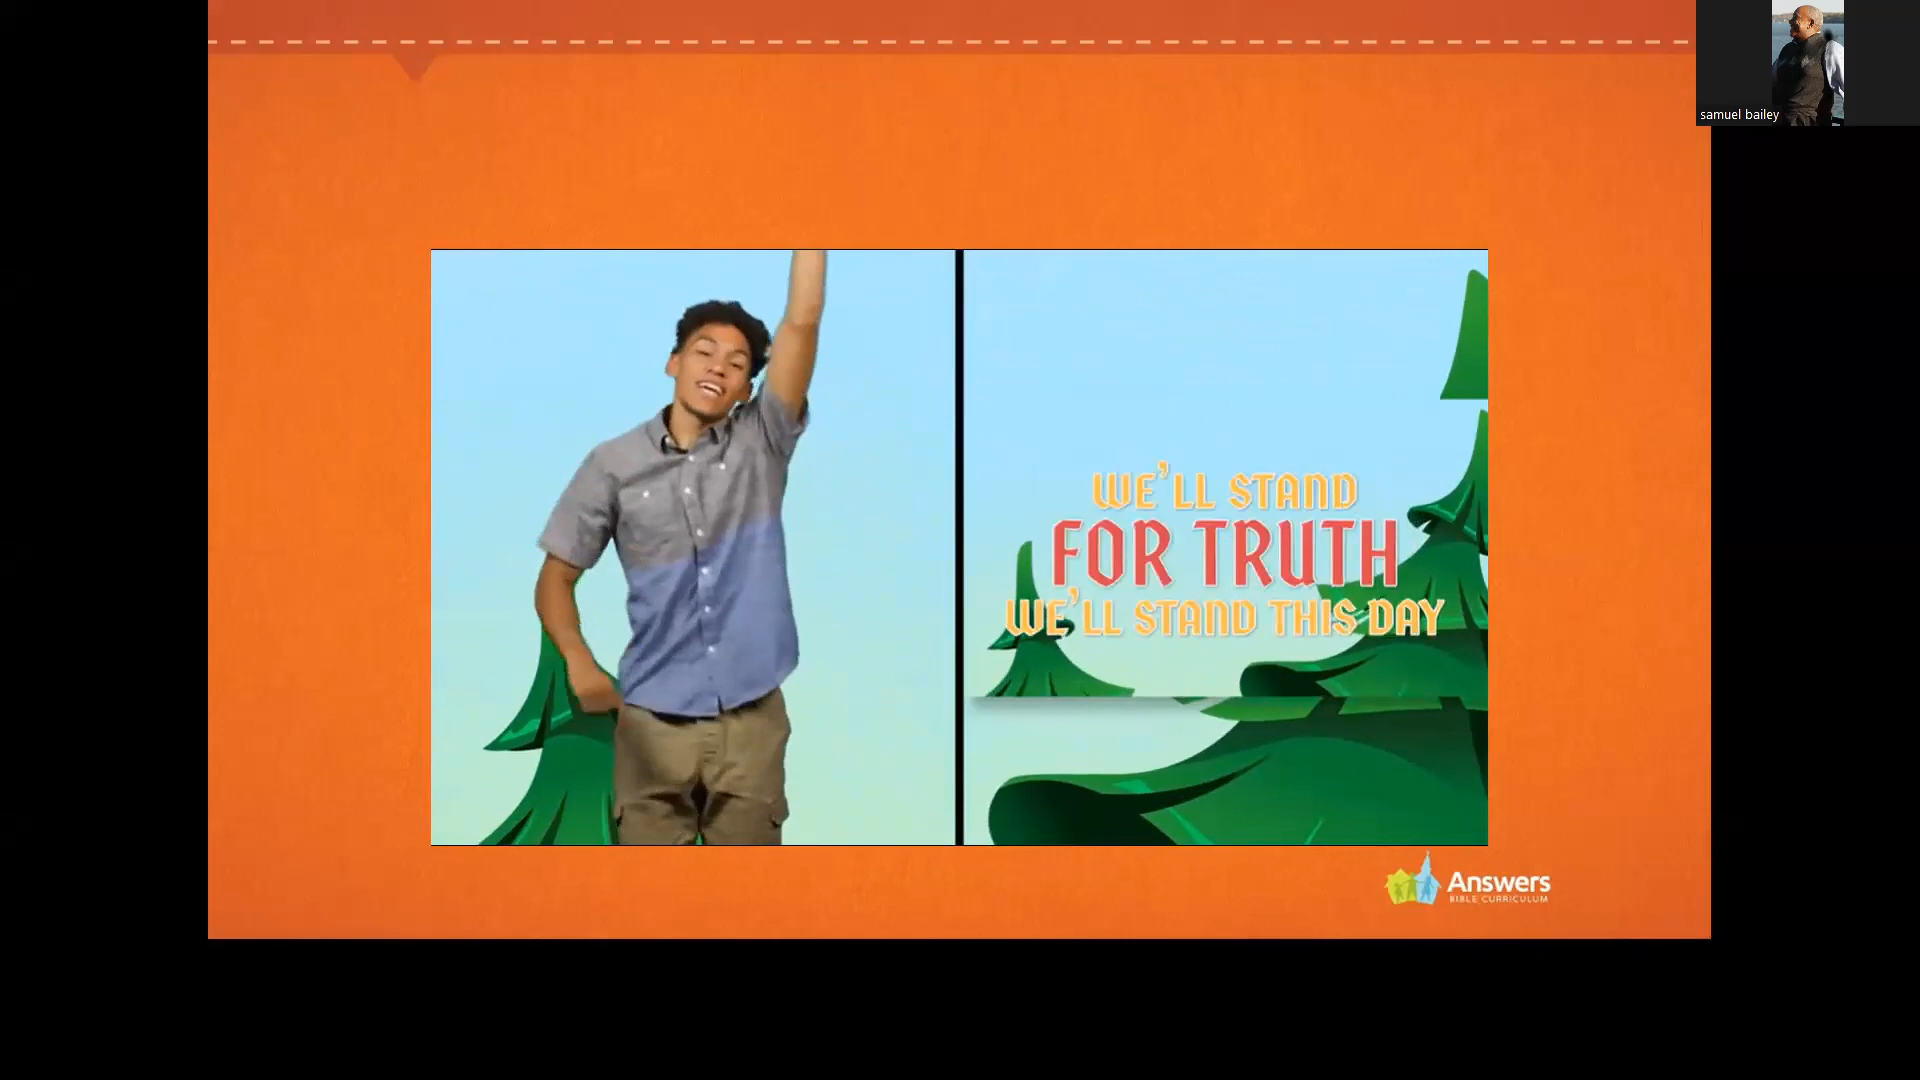 samuel bailey
WE'LL STAND
FOR TRUTH
WE'LL STAND THIS DAY
Answers
BIBLE CURRICULUM